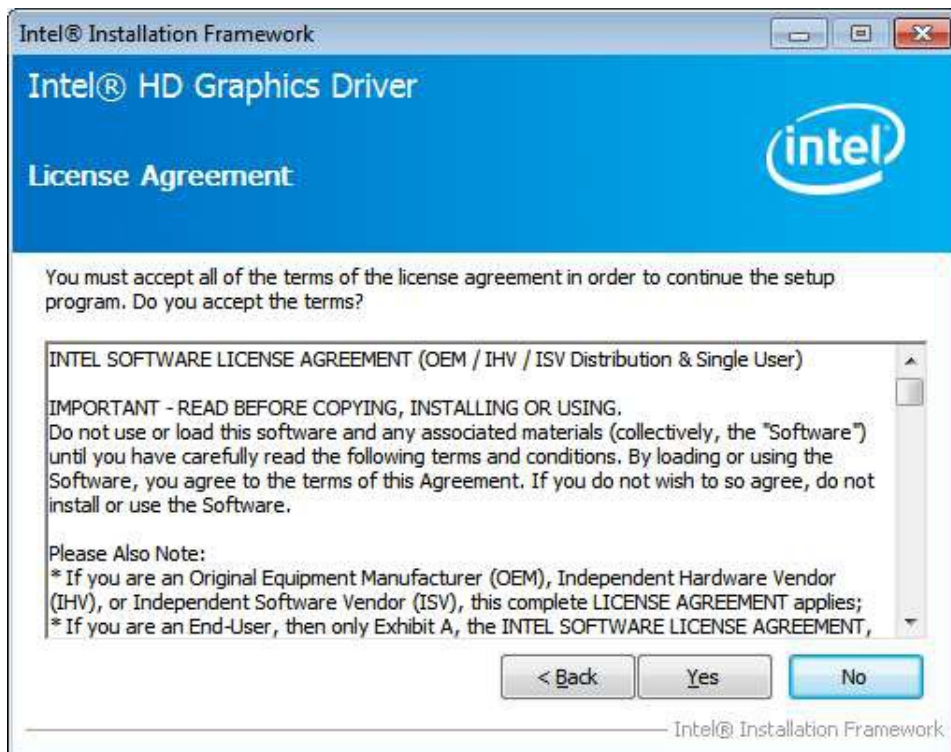 Intel® Installation Framework
Intel® HD Graphics Driver
intel
License Agreement
You must accept all of the terms of the license agreement in order to continue the setup
program. Do you accept the terms?
INTEL SOFTWARE LICENSE AGREEMENT (OEM / IHV / ISV Distribution & Single User)
IMPORTANT - READ BEFORE COPYING, INSTALLING OR USING.
Do not use or load this software and any associated materials (collectively, the "Software")
until you have carefully read the following terms and conditions. By loading or using the
Software, you agree to the terms of this Agreement. If you do not wish to so agree, do not
install or use the Software.
Please Also Note:
* If you are an Original Equipment Manufacturer (OEM), Independent Hardware Vendor
(IHV), or Independent Software Vendor (ISV), this complete LICENSE AGREEMENT applies;
* If you are an End-User, then only Exhibit A, the INTEL SOFTWARE LICENSE AGREEMENT,
< Back Yes No
Intel® Installation Framework